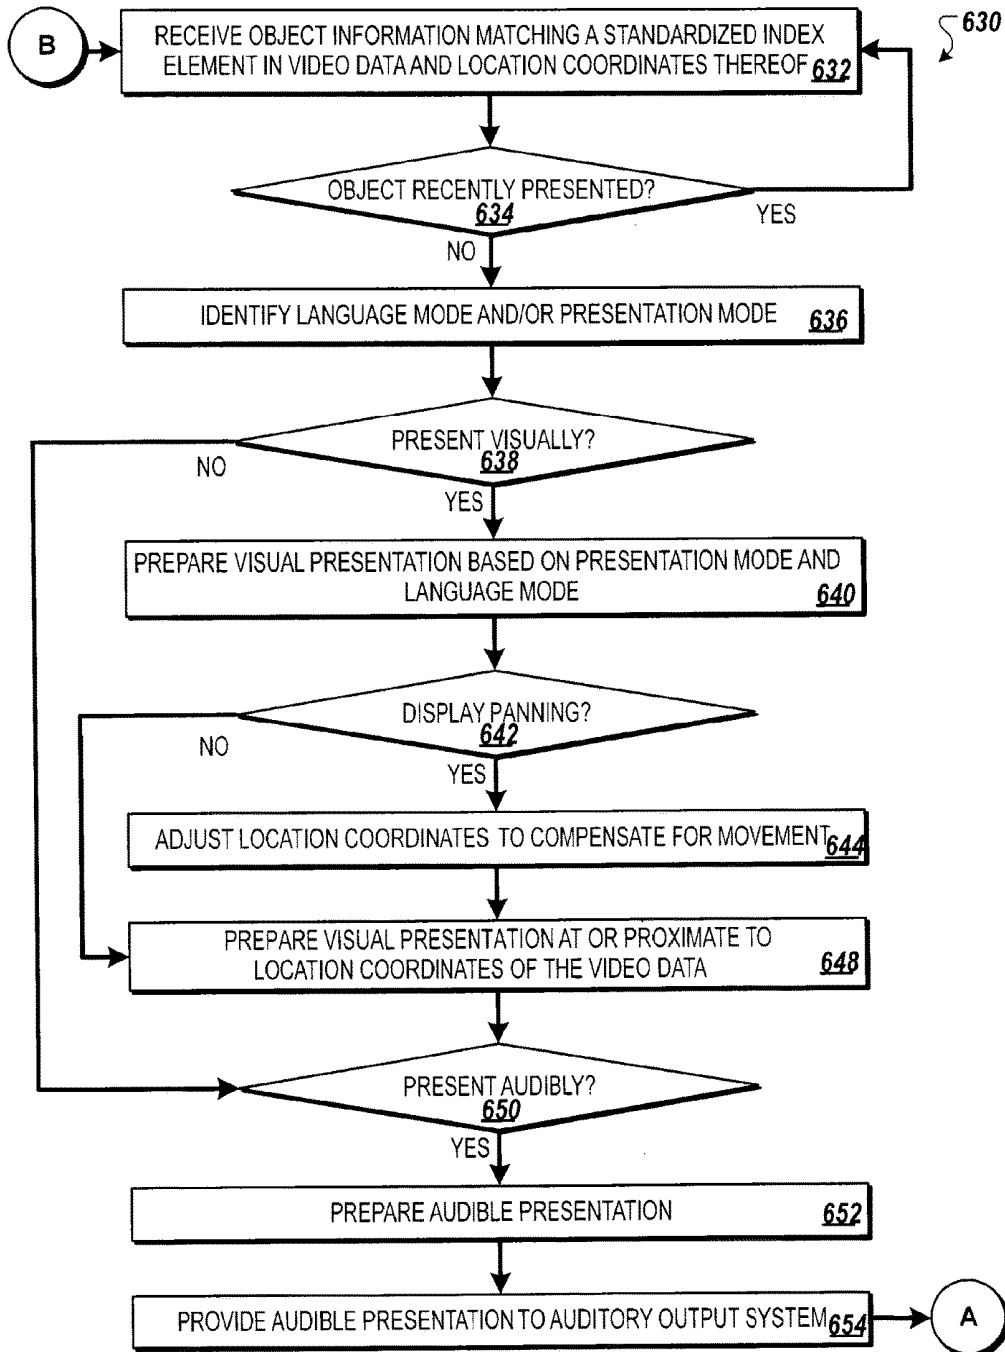 630
B
RECEIVE OBJECT INFORMATION MATCHING A STANDARDIZED INDEX
ELEMENT IN VIDEO DATA AND LOCATION COORDINATES THEREOF 632
OBJECT RECENTLY PRESENTED?
634
YES
NO
IDENTIFY LANGUAGE MODE AND/OR PRESENTATION MODE 636
PRESENT VISUALLY?
638
NO
YES
PREPARE VISUAL PRESENTATION BASED ON PRESENTATION MODE AND
LANGUAGE MODE 640
DISPLAY PANNING?
642
NO
YES
ADJUST LOCATION COORDINATES TO COMPENSATE FOR MOVEMENT 644
PREPARE VISUAL PRESENTATION AT OR PROXIMATE TO
LOCATION COORDINATES OF THE VIDEO DATA 648
PRESENT AUDIBLY?
650
YES
PREPARE AUDIBLE PRESENTATION 652
PROVIDE AUDIBLE PRESENTATION TO AUDITORY OUTPUT SYSTEM 654
A